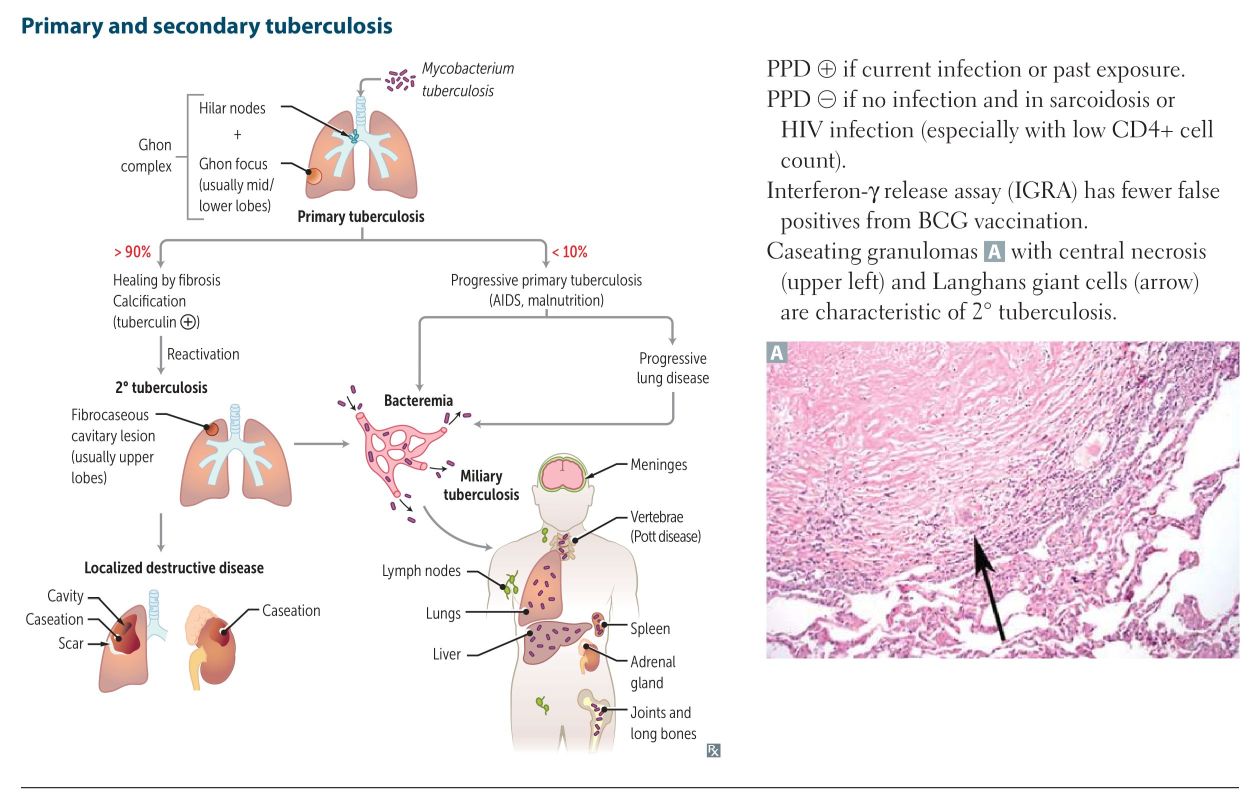 Primary and secondary tuberculosis
Mycobacterium
tuberculosis
Hilar nodes
+
Ghon
complex
Ghon focus
(usually mid/
lower lobes)
Primary tuberculosis
> 90%
< 10%
Healing by fibrosis
Calcification
(tuberculin ⊕)
Progressive primary tuberculosis
(AIDS, malnutrition)
Reactivation
Progressive
lung disease
2° tuberculosis
Bacteremia
Fibrocaseous
cavitary lesion
(usually upper
lobes)
Miliary
tuberculosis
Meninges
Vertebrae
(Pott disease)
Localized destructive disease
Lymph nodes
Cavity
Caseation
Scar
Caseation
Lungs
Spleen
Liver
Adrenal
gland
Joints and
long bones
Rx
PPD ⊕ if current infection or past exposure.
PPD ⊖ if no infection and in sarcoidosis or
HIV infection (especially with low CD4+ cell
count).
Interferon-γ release assay (IGRA) has fewer false
positives from BCG vaccination.
Caseating granulomas A with central necrosis
(upper left) and Langhans giant cells (arrow)
are characteristic of 2° tuberculosis.
A